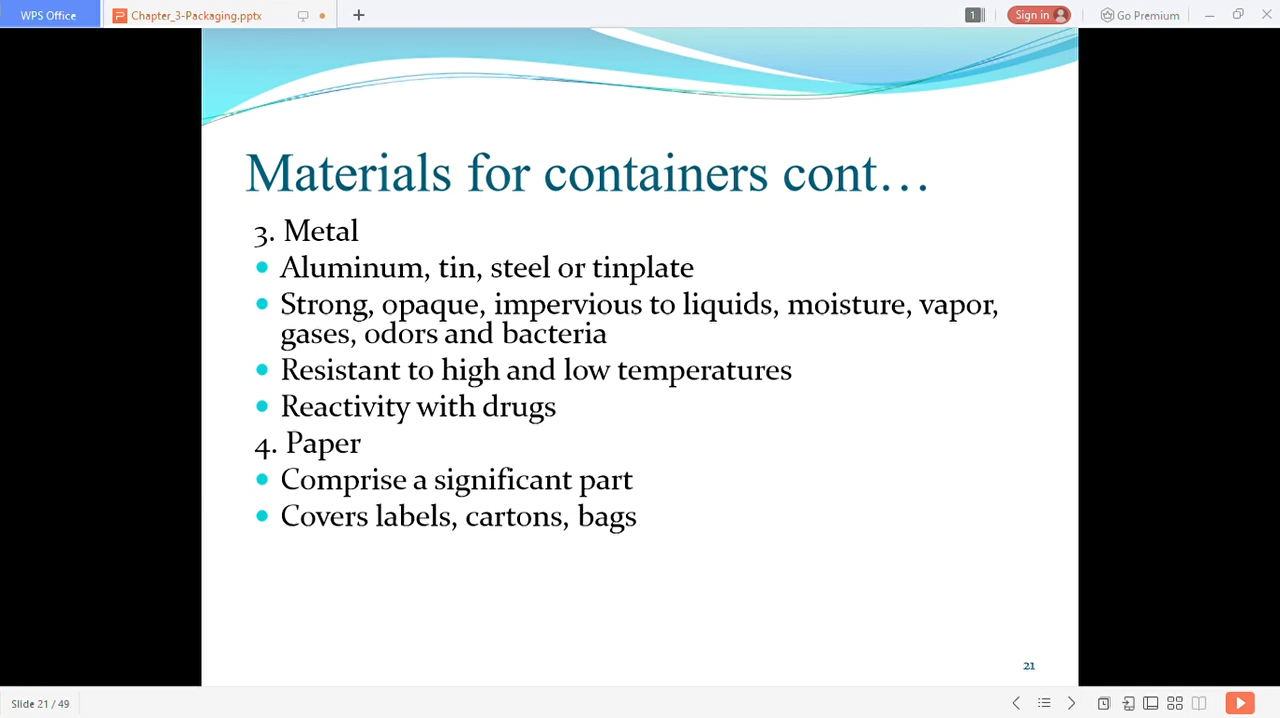 WPS Office
Chapter_3-Packaging.pptx
1
Sign in
Go Premium
Materials for containers cont…
3. Metal
Aluminum, tin, steel or tinplate
Strong, opaque, impervious to liquids, moisture, vapor,
gases, odors and bacteria
Resistant to high and low temperatures
Reactivity with drugs
4. Paper
Comprise a significant part
Covers labels, cartons, bags
21
Slide 21 / 49